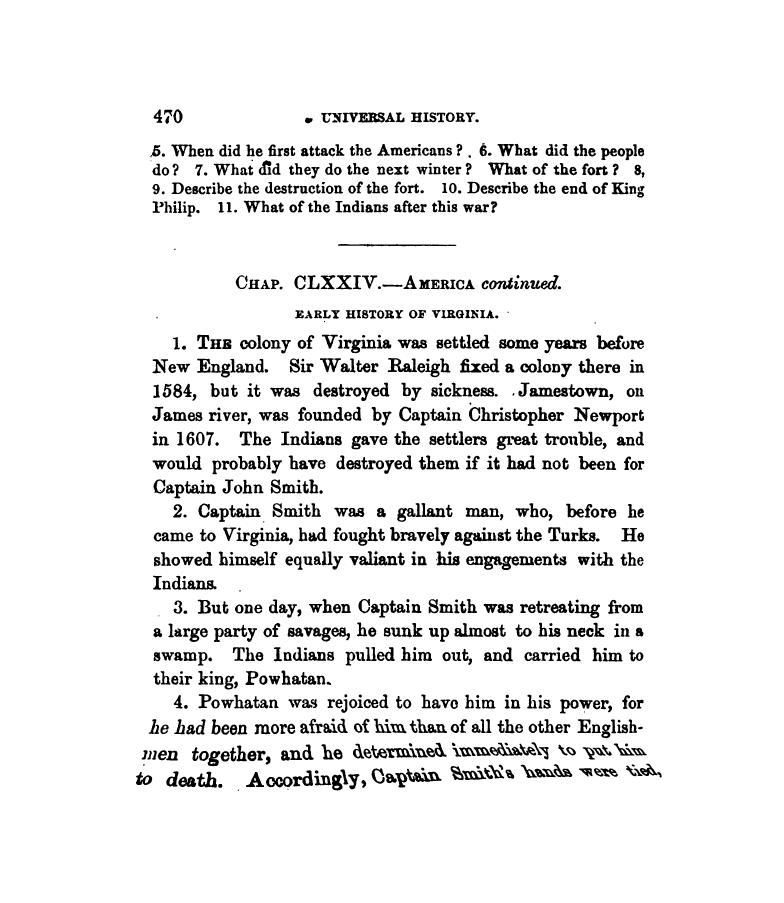 470 UNIVERSAL HISTORY.
5. When did he first attack the Americans? 6. What did the people
do? 7. What did they do the next winter? What of the fort? 8,
9. Describe the destruction of the fort. 10. Describe the end of King
Philip. 11. What of the Indians after this war?
CHAP. CLXXIV.—AMERICA continued.
EARLY HISTORY OF VIRGINIA.
1. THE colony of Virginia was settled some years before
New England. Sir Walter Raleigh fixed a colony there in
1584, but it was destroyed by sickness. Jamestown, on
James river, was founded by Captain Christopher Newport
in 1607. The Indians gave the settlers great trouble, and
would probably have destroyed them if it had not been for
Captain John Smith.
2. Captain Smith was a gallant man, who, before he
came to Virginia, had fought bravely against the Turks. He
showed himself equally valiant in his engagements with the
Indians.
3. But one day, when Captain Smith was retreating from
a large party of savages, he sunk up almost to his neck in a
swamp. The Indians pulled him out, and carried him to
their king, Powhatan.
4. Powhatan was rejoiced to have him in his power, for
he had been more afraid of him than of all the other English-
men together, and he determined immediately to put him
to death. Accordingly, Captain Smith's hands were tied,